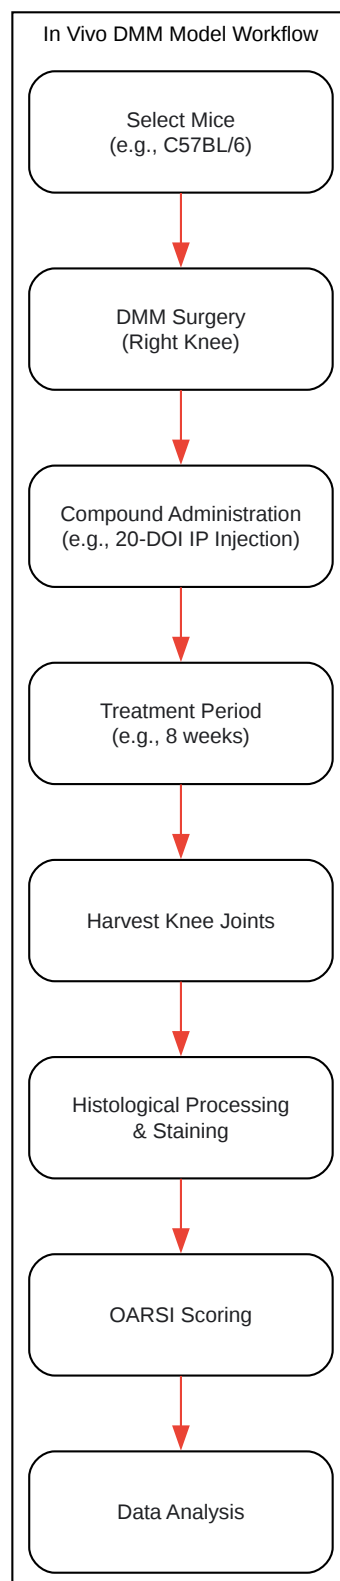 In Vivo DMM Model Workflow
Select Mice
(e.g., C57BL/6)
DMM Surgery
(Right Knee)
Compound Administration
(e.g., 20-DOI IP Injection)
Treatment Period
(e.g., 8 weeks)
Harvest Knee Joints
Histological Processing
& Staining
OARSI Scoring
Data Analysis